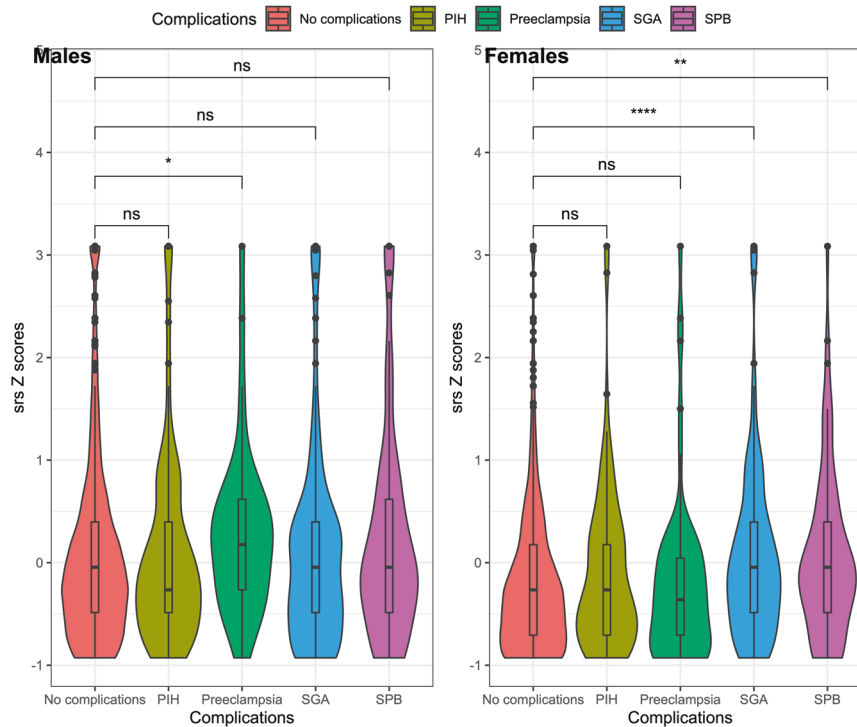 Complications No complications PIH Preeclampsia SGA SPB
Males
5
ns
ns
4
*
ns
3
2
1
0
-1
srs Z scores
No complications PIH Preeclampsia SGA SPB
Complications
Females
5
**
****
4
ns
ns
3
2
1
0
-1
srs Z scores
No complications PIH Preeclampsia SGA SPB
Complications